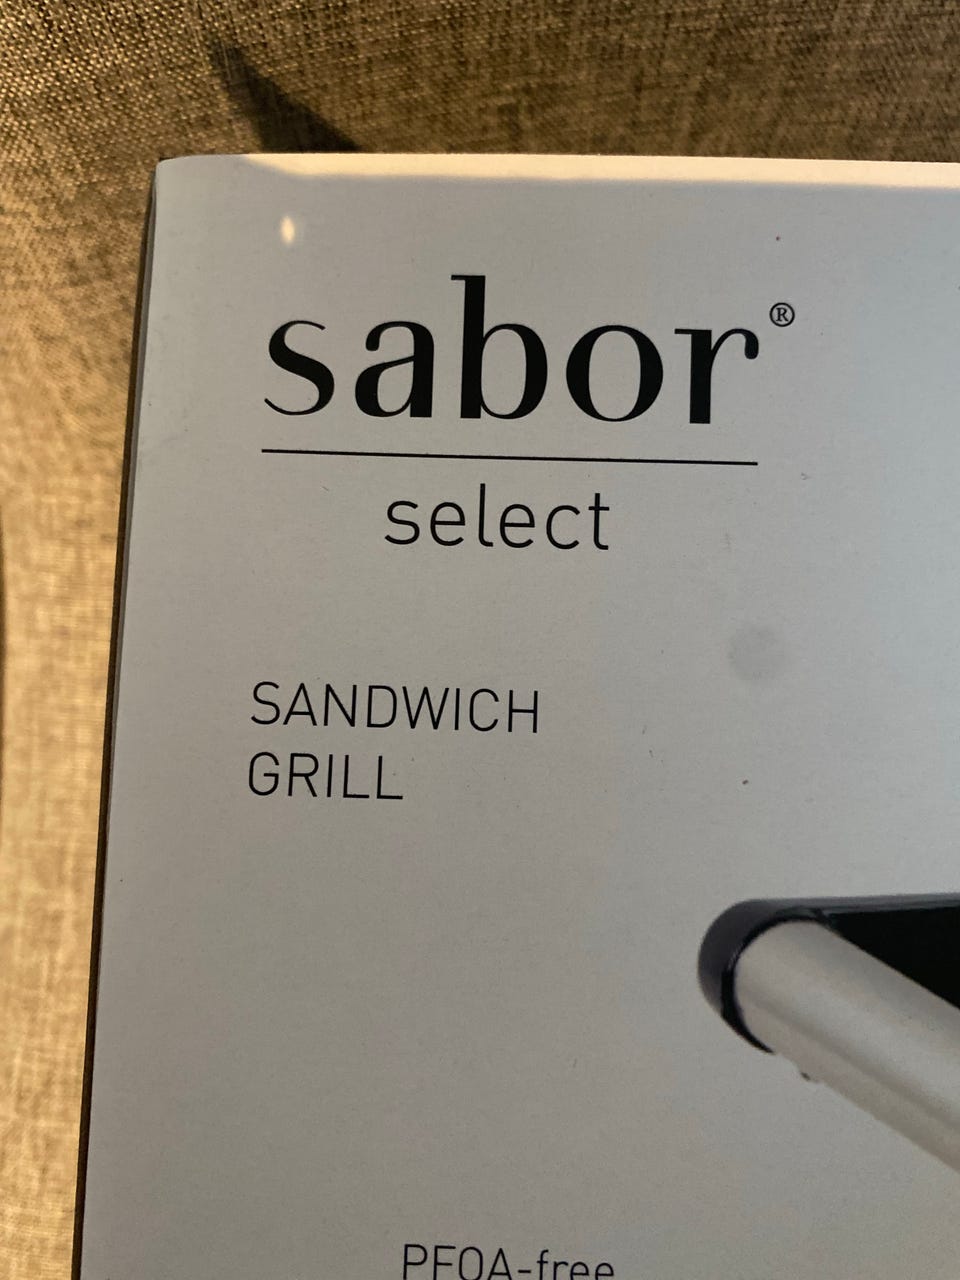 sabor®
select
SANDWICH
GRILL
PFOA-free